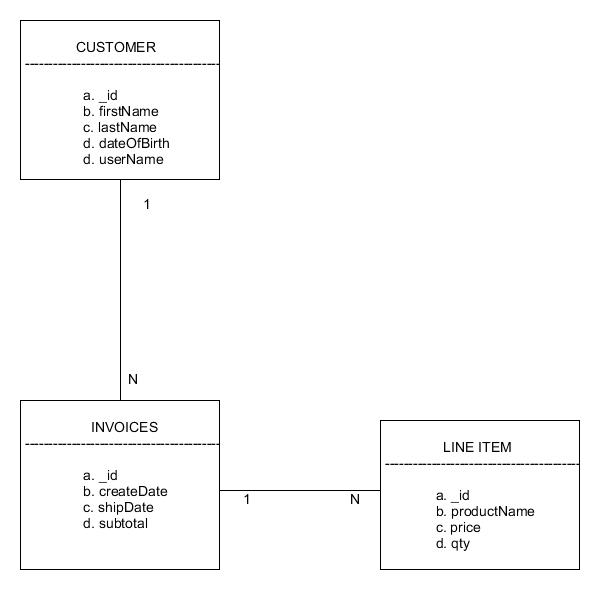 CUSTOMER
a. _id
b. firstName
c. lastName
d. dateOfBirth
d. userName
1
N
INVOICES
a. _id
b. createDate
c. shipDate
d. subtotal
1
N
LINE ITEM
a. _id
b. productName
c. price
d. qty